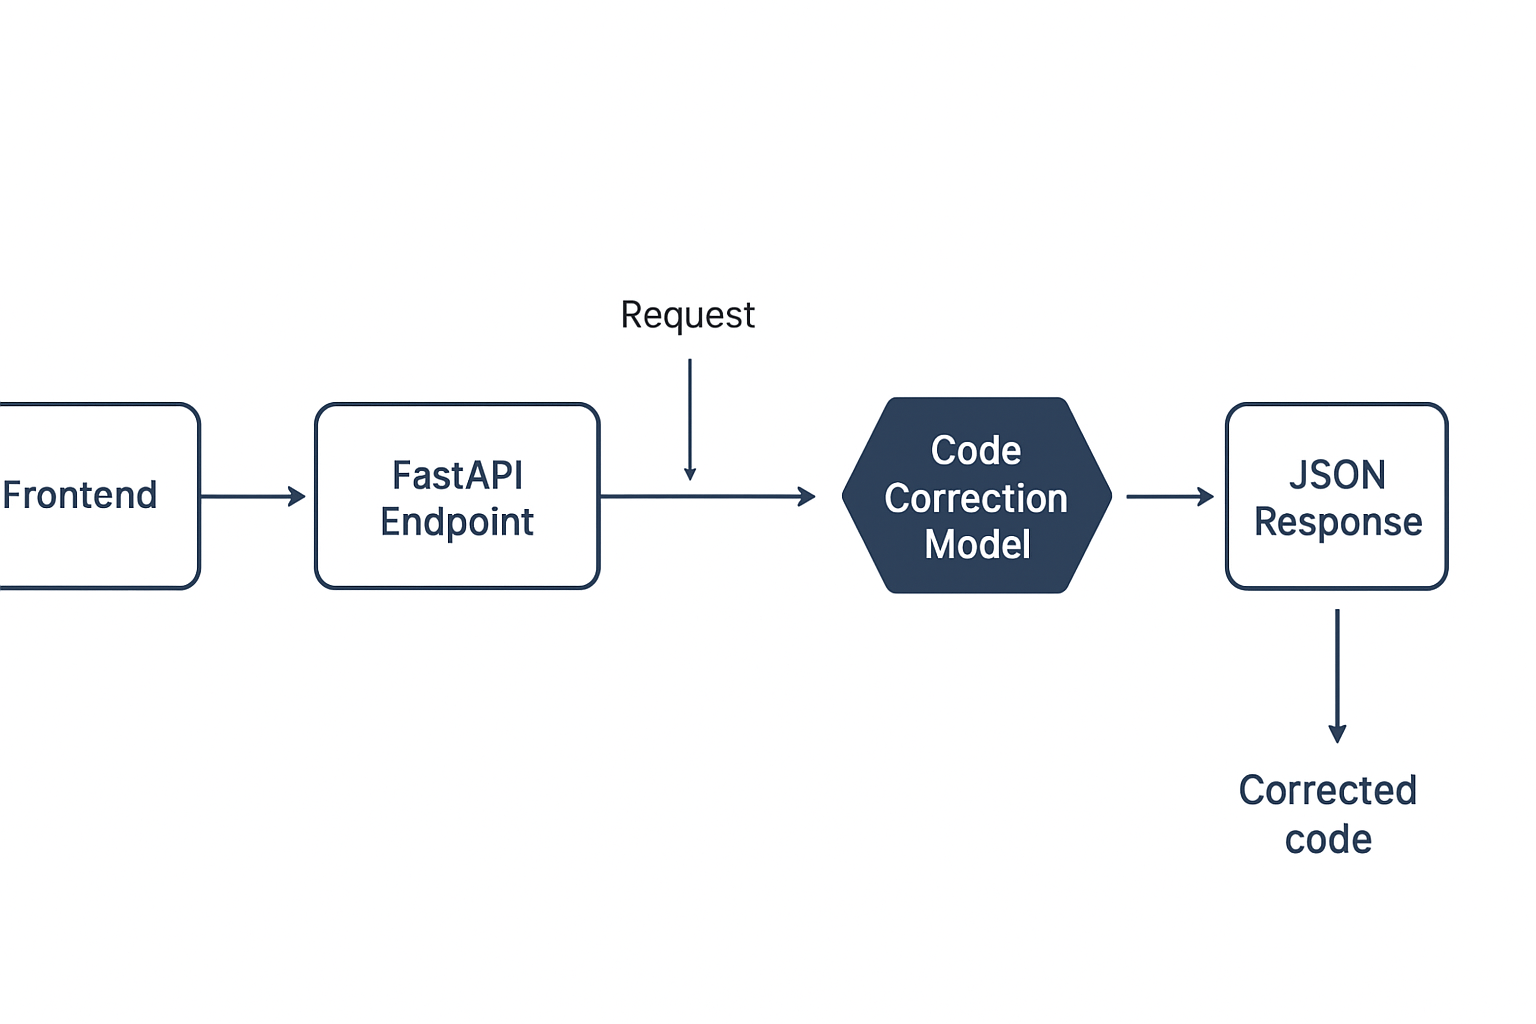 Request
Frontend
FastAPI
Endpoint
Code
Correction
Model
JSON
Response
Corrected
code